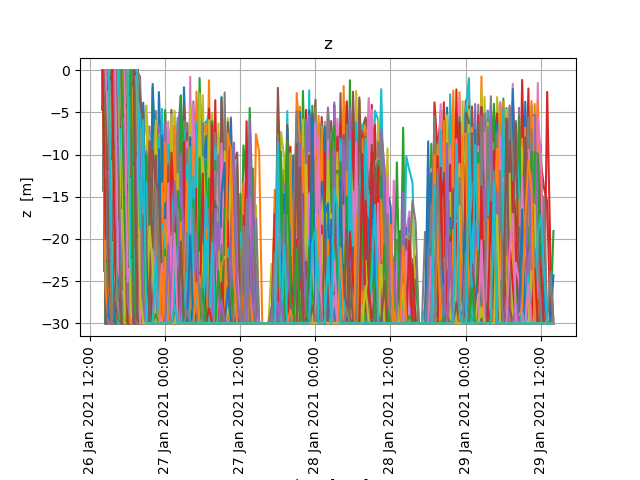 z
0
−5
−10
−15
−20
−25
−30
z [m]
26 Jan 2021 12:00
27 Jan 2021 00:00
27 Jan 2021 12:00
28 Jan 2021 00:00
28 Jan 2021 12:00
29 Jan 2021 00:00
29 Jan 2021 12:00